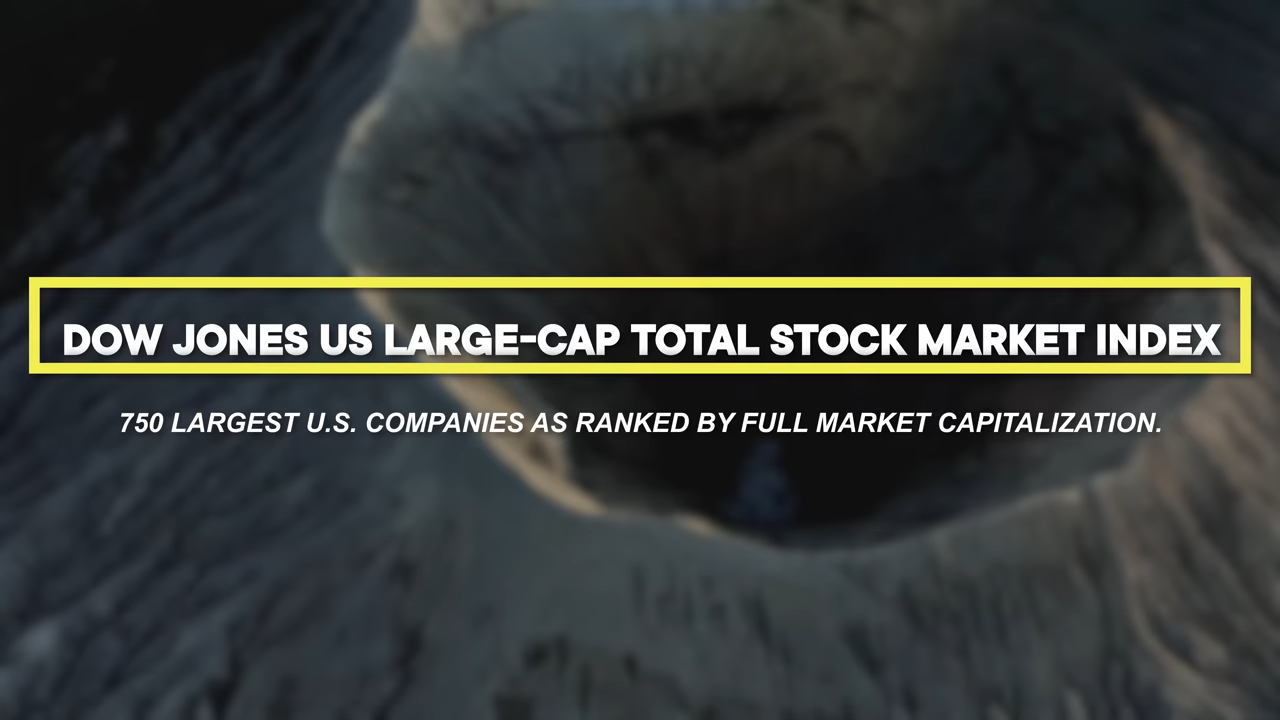 DOW JONES US LARGE-CAP TOTAL STOCK MARKET INDEX
750 LARGEST U.S. COMPANIES AS RANKED BY FULL MARKET CAPITALIZATION.